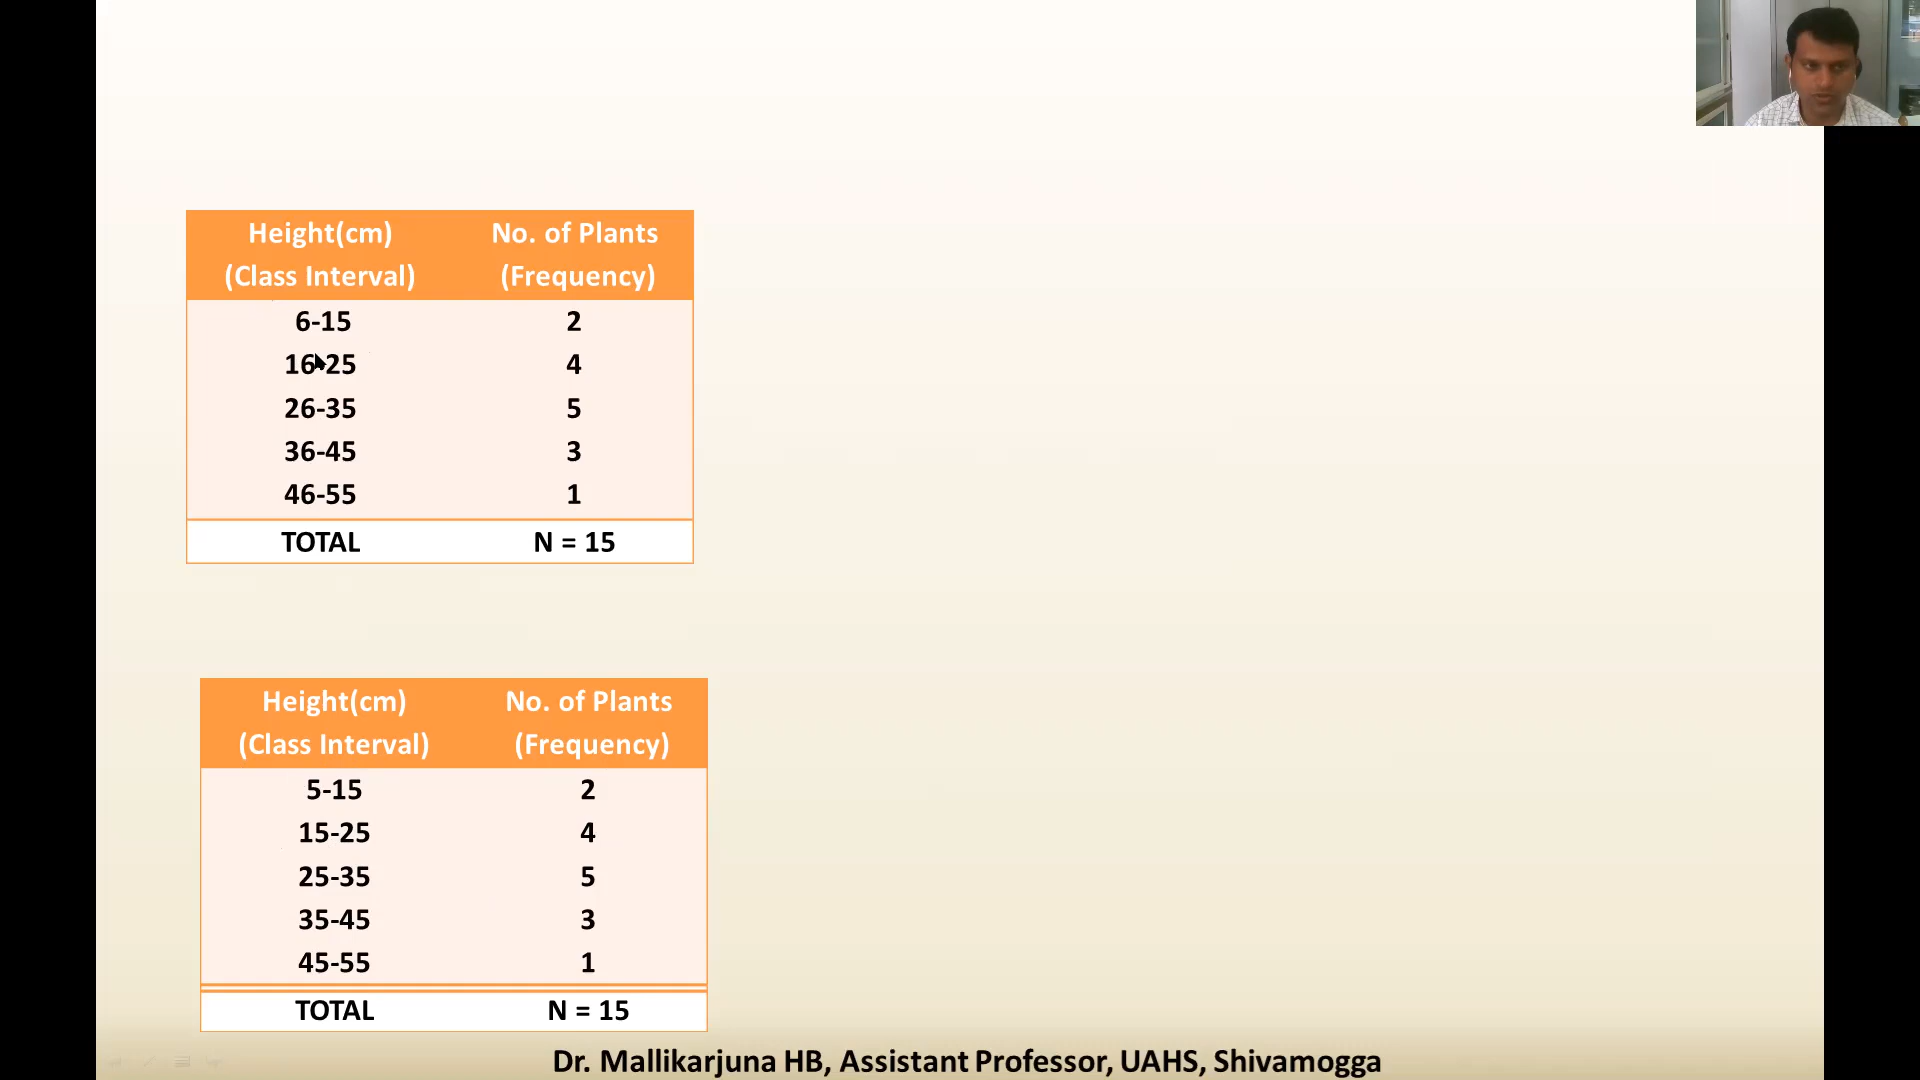 Height(cm) No. of Plants
(Class Interval) (Frequency)
6-15 2
16-25 4
26-35 5
36-45 3
46-55 1
TOTAL N = 15
Height(cm) No. of Plants
(Class Interval) (Frequency)
5-15 2
15-25 4
25-35 5
35-45 3
45-55 1
TOTAL N = 15
Dr. Mallikarjuna HB, Assistant Professor, UAHS, Shivamogga